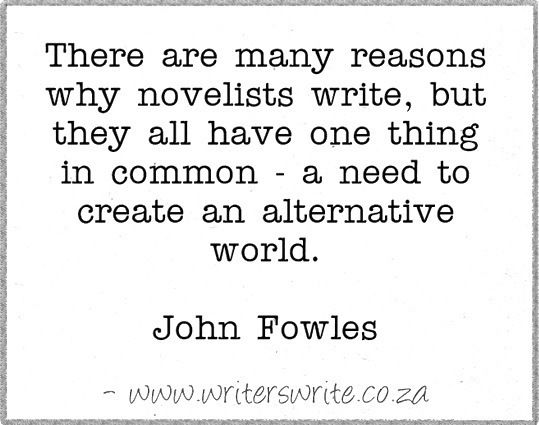 There are many reasons
why novelists write, but
they all have one thing
in common - a need to
create an alternative
world.
John Fowles
- www.writerswrite.co.za